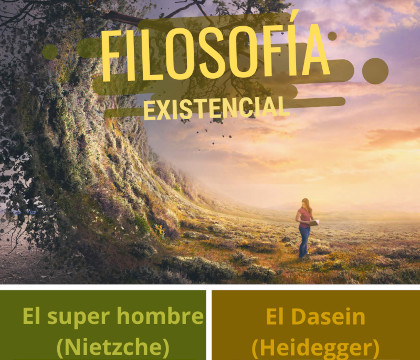 FILOSOFÍA
EXISTENCIAL
El super hombre
(Nietzche)
El Dasein
(Heidegger)